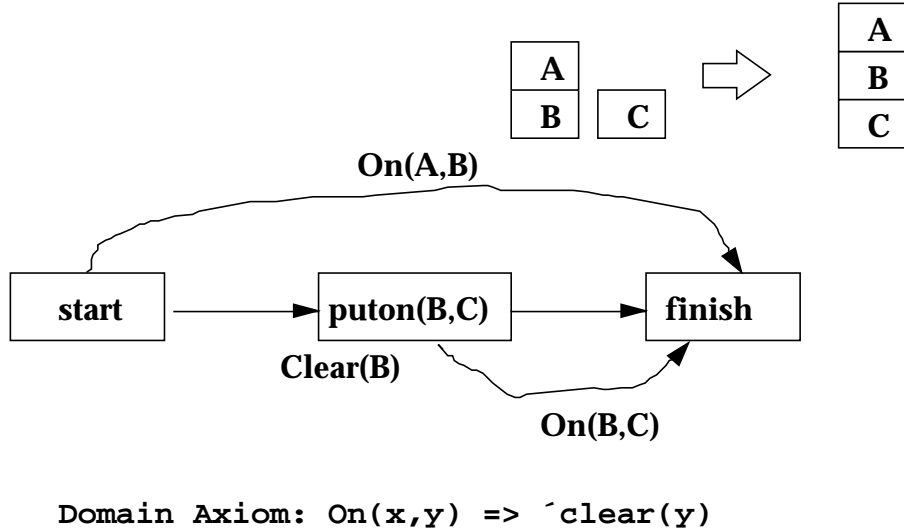 A
B
C
A
B
C
On(A,B)
start
puton(B,C)
finish
Clear(B)
On(B,C)
Domain Axiom: On(x,y) => ´clear(y)